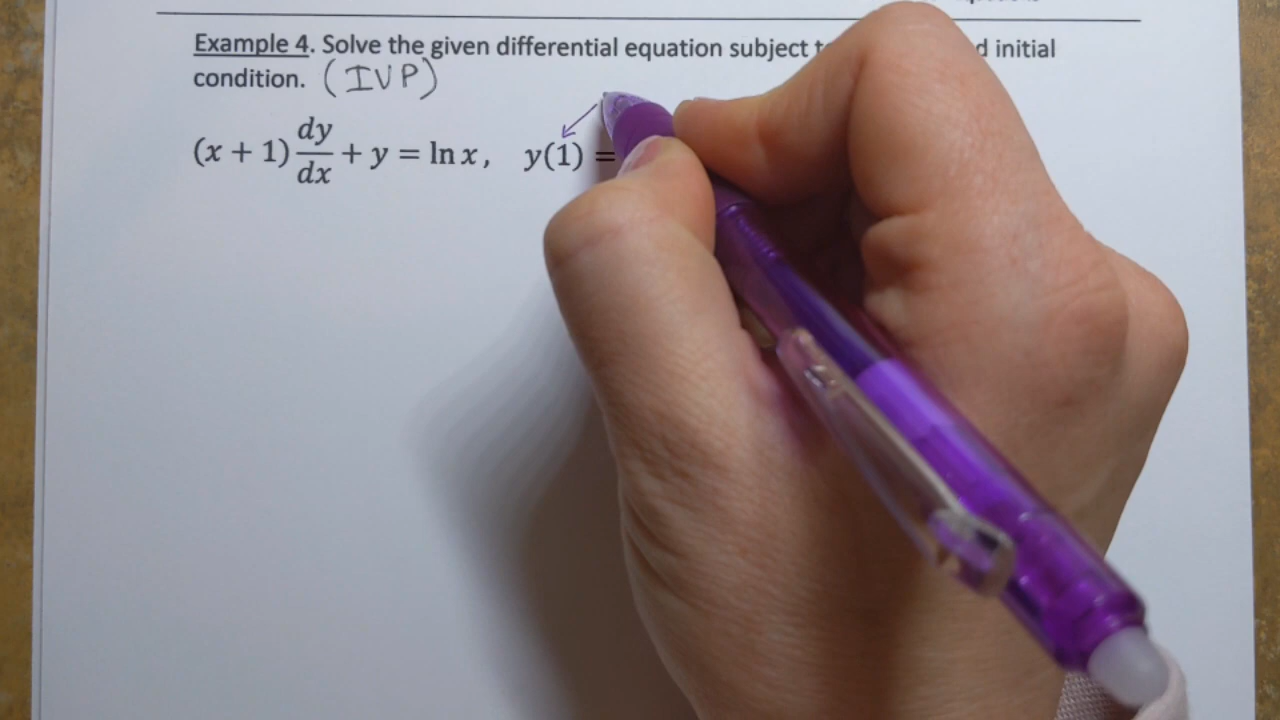 Example 4. Solve the given differential equation subject initial
condition. (IVP)
(x + 1) dy/dx + y = ln x, y(1) =